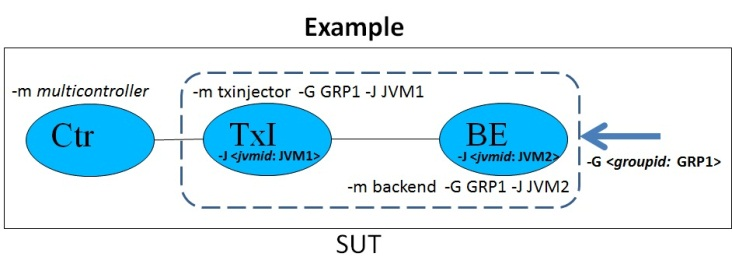 Example
-m multicontroller
-m txinjector -G GRP1 -J JVM1
Ctr
TxI
-J <jvmid: JVM1>
BE
-J <jvmid: JVM2>
-G <groupid: GRP1>
-m backend -G GRP1 -J JVM2
SUT